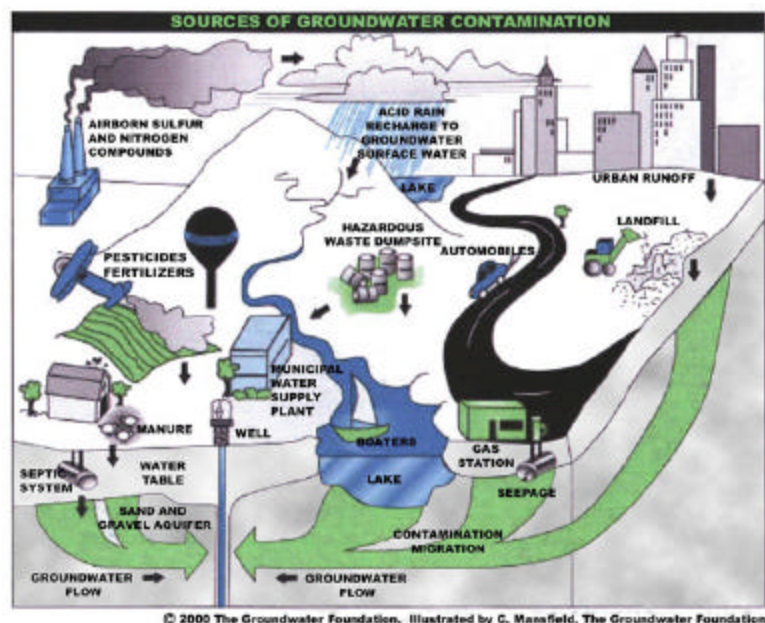 SOURCES OF GROUNDWATER CONTAMINATION
AIRBORN SULFUR
AND NITROGEN
COMPOUNDS
ACID RAIN
RECHARGE TO
GROUNDWATER
SURFACE WATER
LAKE
URBAN RUNOFF
LANDFILL
HAZARDOUS
WASTE DUMPSITE
AUTOMOBILES
PESTICIDES
FERTILIZERS
MUNICIPAL
WATER
SUPPLY
PLANT
MANURE
WELL
BOATERS
GAS
STATION
SEPTIC
SYSTEM
WATER
TABLE
LAKE
SEEPAGE
SAND AND
GRAVEL AQUIFER
CONTAMINATION
MIGRATION
GROUNDWATER
FLOW
GROUNDWATER
FLOW
© 2000 The Groundwater Foundation. Illustrated by C. Mansfield, The Groundwater Foundation